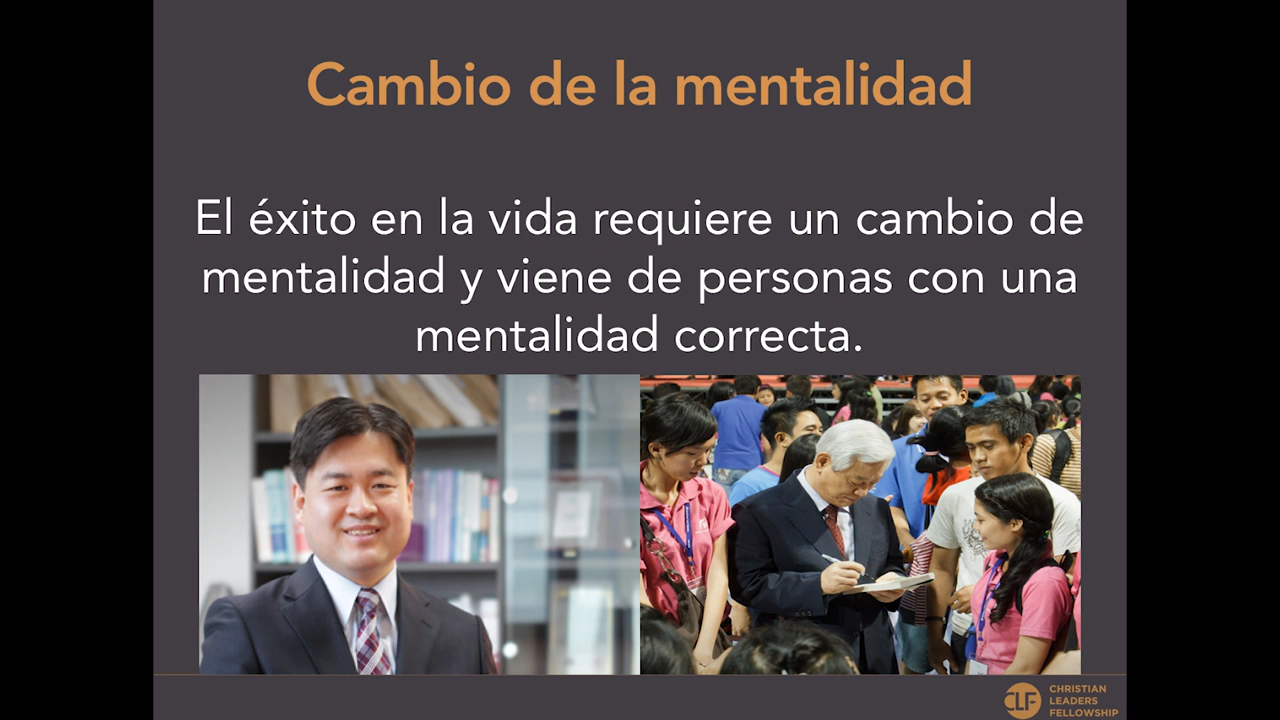 Cambio de la mentalidad
El éxito en la vida requiere un cambio de
mentalidad y viene de personas con una
mentalidad correcta.
CLF
CHRISTIAN
LEADERS
FELLOWSHIP